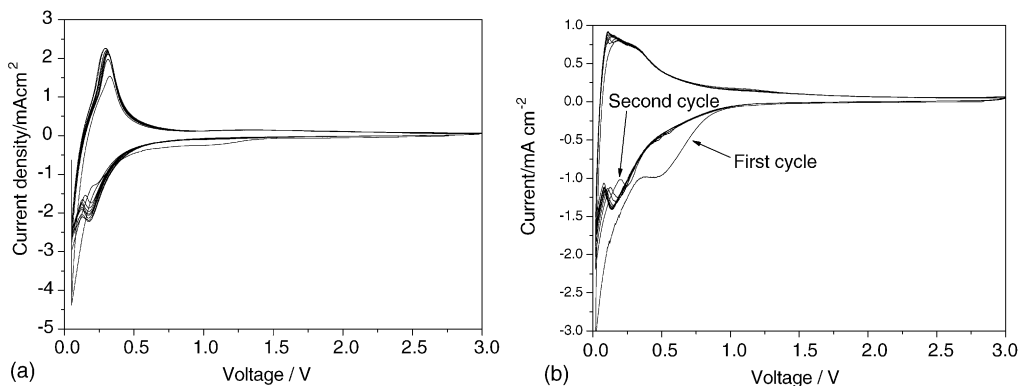 3
2
1
0
-1
-2
-3
-4
-5
Current density/mAcm²
0.0 0.5 1.0 1.5 2.0 2.5 3.0
Voltage / V
(a)
1.0
0.5
0.0
-0.5
-1.0
-1.5
-2.0
-2.5
-3.0
Current/mA cm⁻²
Second cycle
First cycle
0.0 0.5 1.0 1.5 2.0 2.5 3.0
Voltage / V
(b)